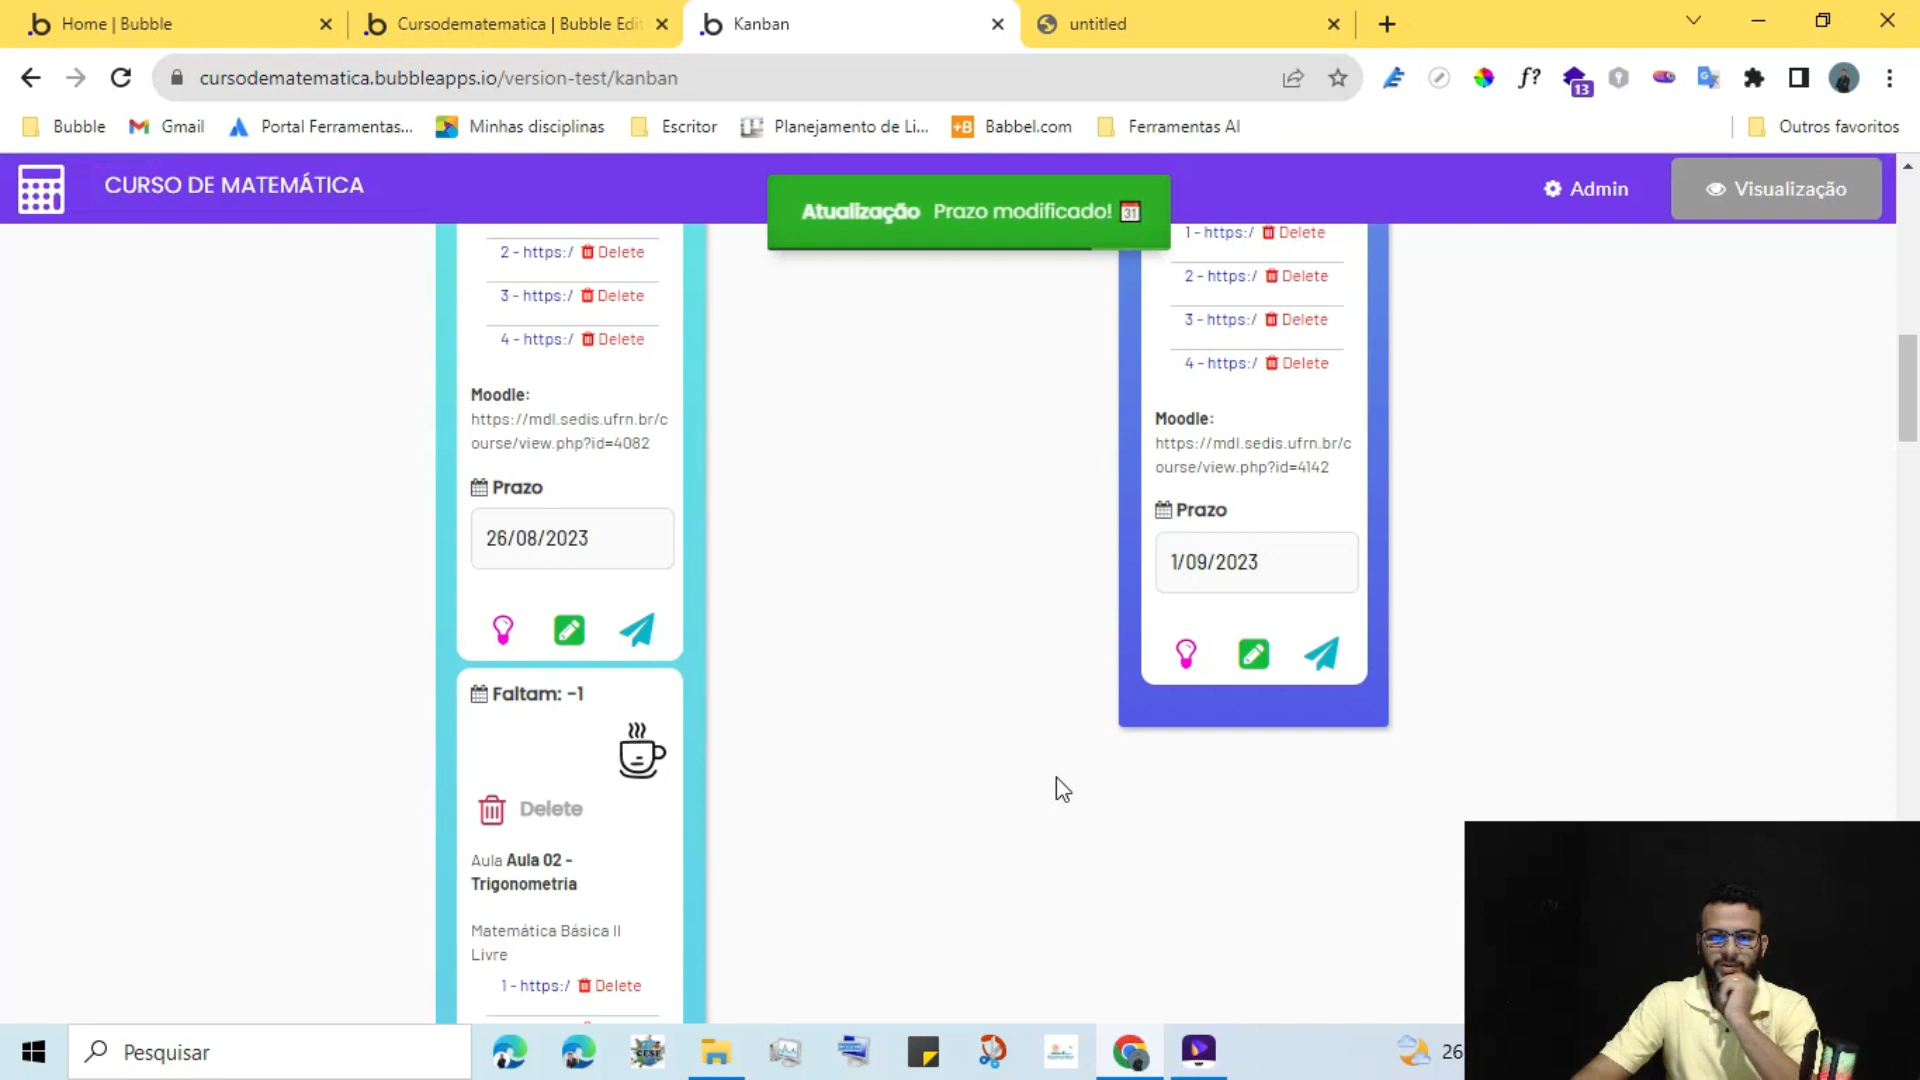 Home | Bubble
Cursodematematica | Bubble Edit
Kanban
untitled
cursodematematica.bubbleapps.io/version-test/kanban
f?
13
Bubble
Gmail
Portal Ferramentas...
Minhas disciplinas
Escritor
Planejamento de Li...
+B Babbel.com
Ferramentas AI
Outros favoritos
CURSO DE MATEMÁTICA
Atualização Prazo modificado! 31
Admin
Visualização
2 - https:/ Delete
3 - https:/ Delete
4 - https:/ Delete
Moodle:
https://mdl.sedis.ufrn.br/c
ourse/view.php?id=4082
Prazo
26/08/2023
Faltam: -1
Delete
Aula Aula 02 -
Trigonometria
Matemática Básica II
Livre
1 - https:/ Delete
1 - https:/ Delete
2 - https:/ Delete
3 - https:/ Delete
4 - https:/ Delete
Moodle:
https://mdl.sedis.ufrn.br/c
ourse/view.php?id=4142
Prazo
1/09/2023
Pesquisar
26